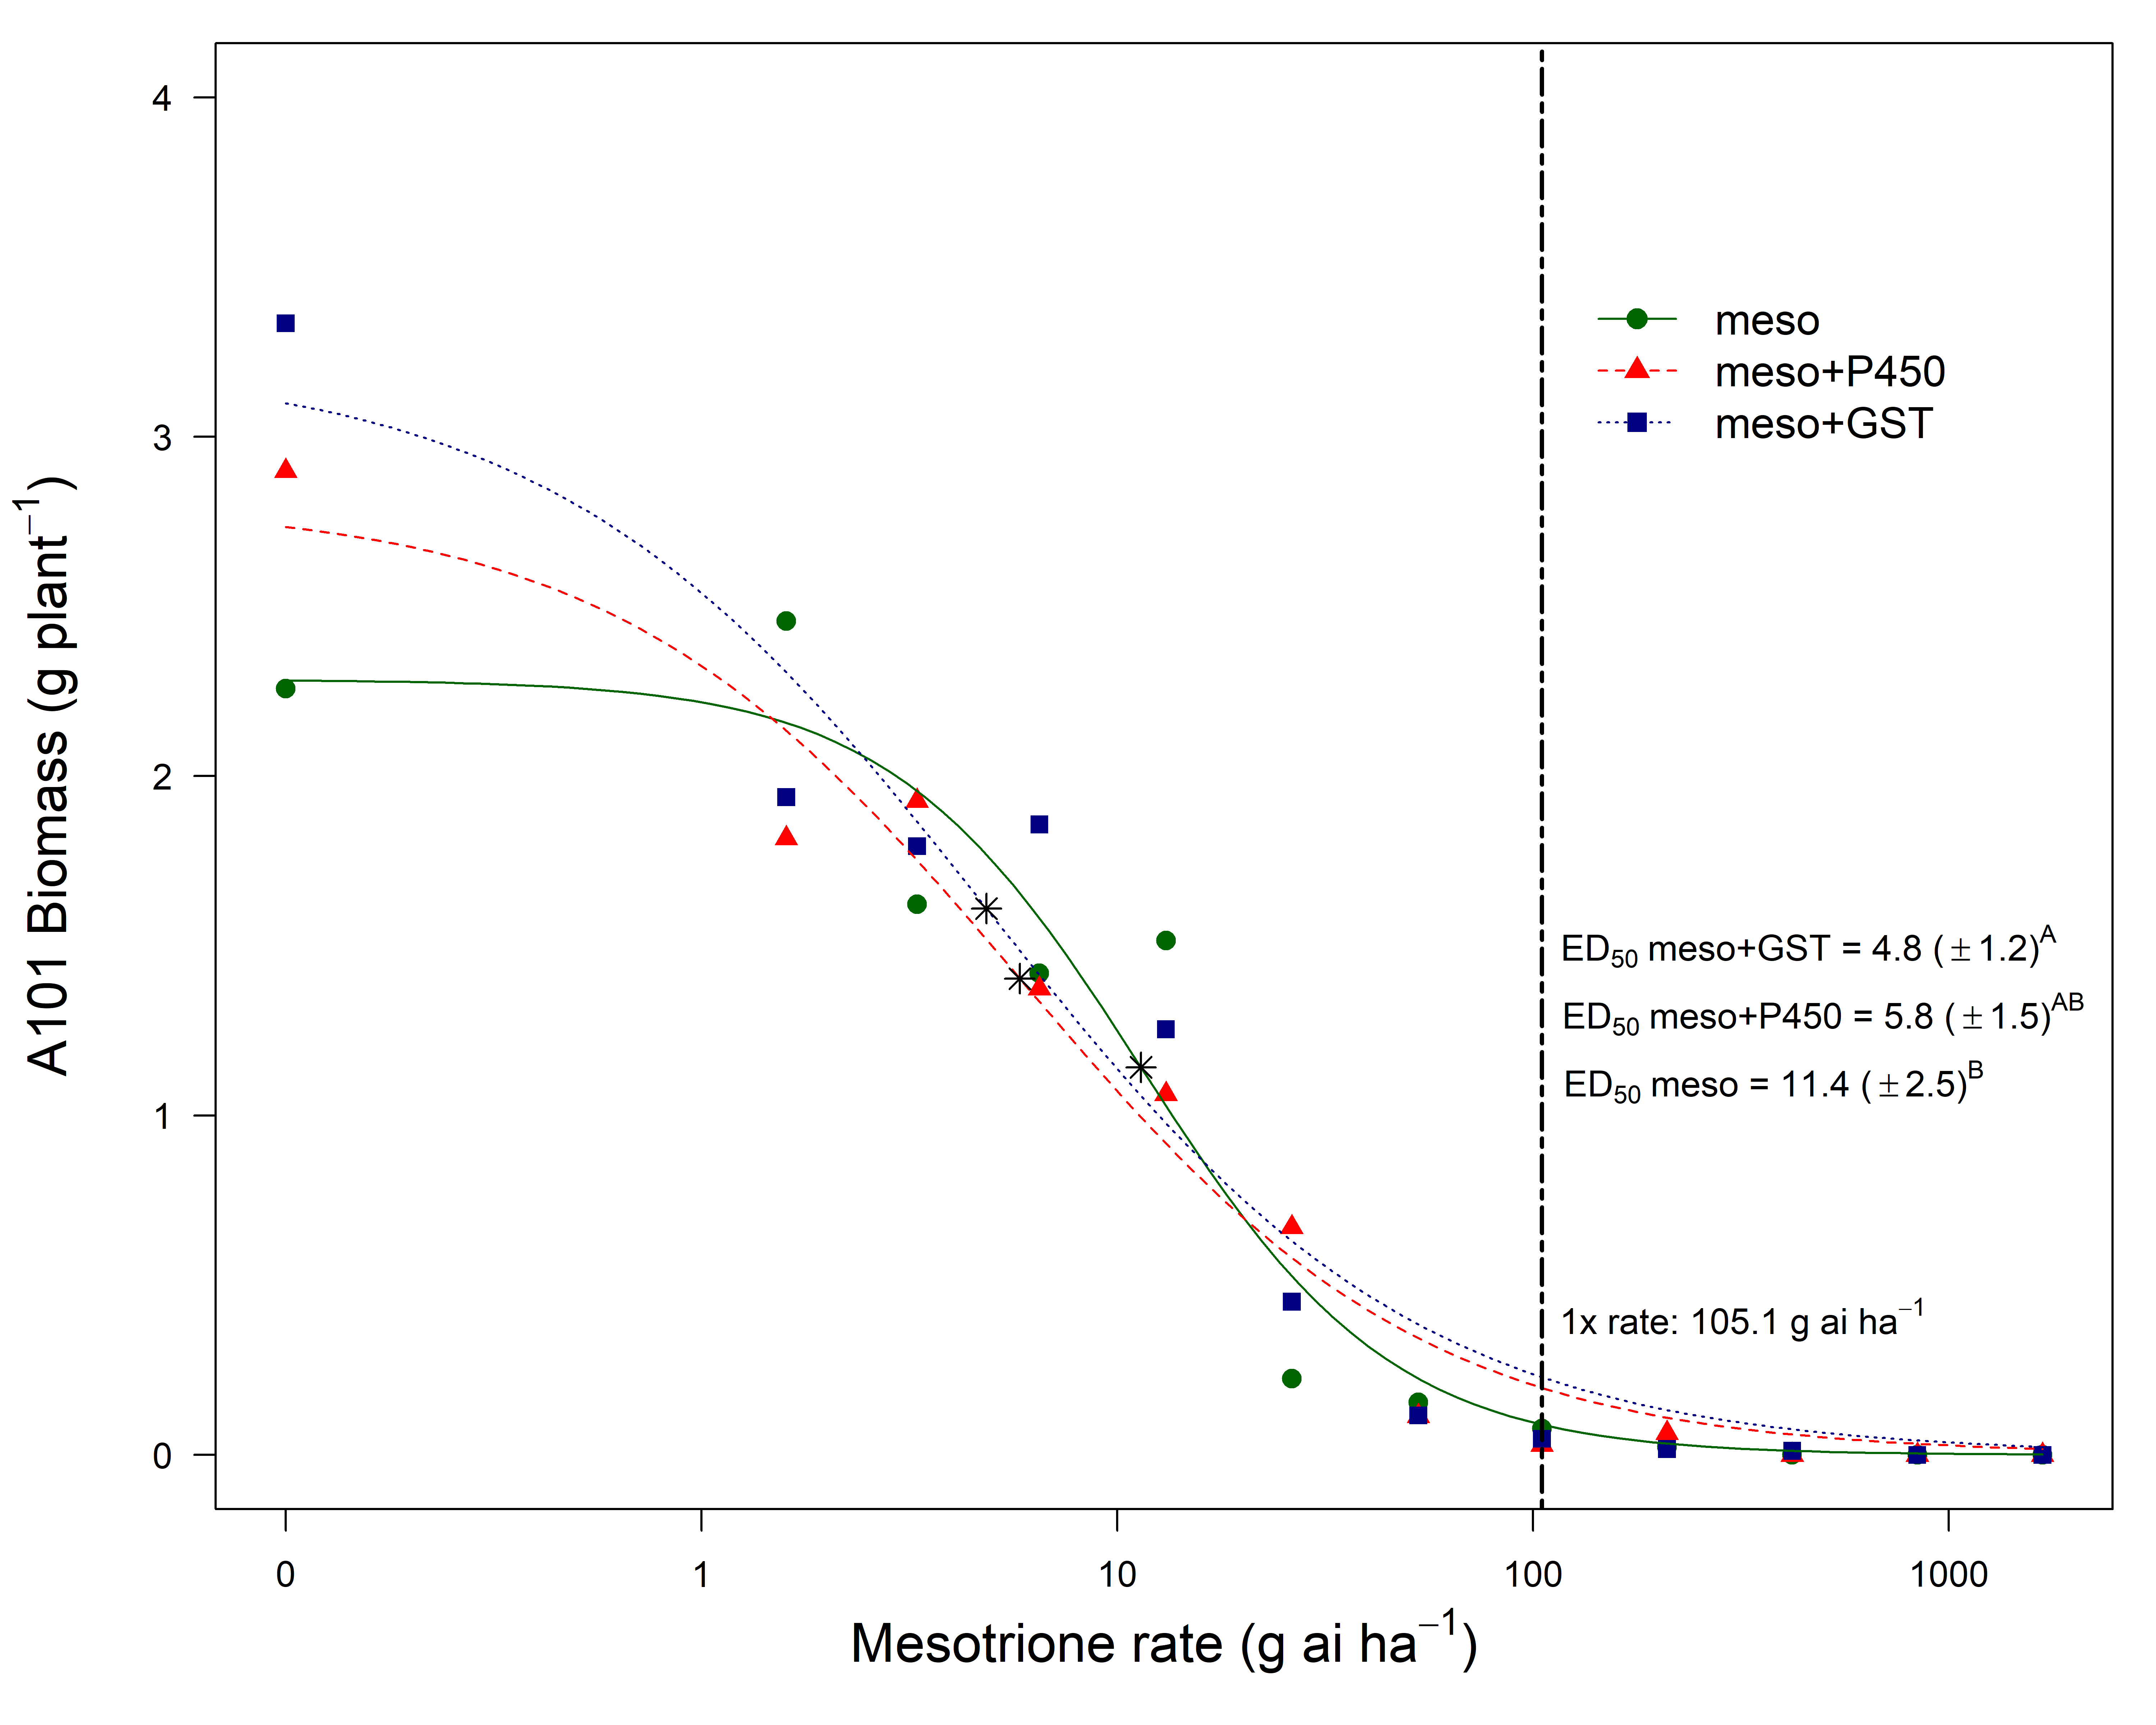 4
3
2
1
0
A101 Biomass (g plant⁻¹)
meso
meso+P450
meso+GST
ED₅₀ meso+GST = 4.8 (±1.2)ᴬ
ED₅₀ meso+P450 = 5.8 (±1.5)ᴬᴮ
ED₅₀ meso = 11.4 (±2.5)ᴮ
1x rate: 105.1 g ai ha⁻¹
0 1 10 100 1000
Mesotrione rate (g ai ha⁻¹)